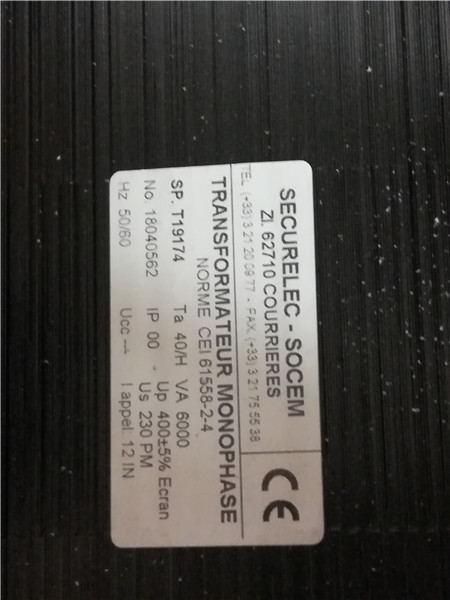 SECURELEC - SOCEM
ZI. 62710 COURRIERES
TEL (+33) 3 21 20 09 77 - FAX. (+33) 3 21 75 55 38
CE
TRANSFORMATEUR MONOPHASE
NORME CEI 61558-2-4
SP. T19174 Ta 40/H VA 6000
No. 18040562 IP 00 Up 400±5% Ecran
Us 230 PM
Hz 50/60 Ucc -- I appel: 12 IN